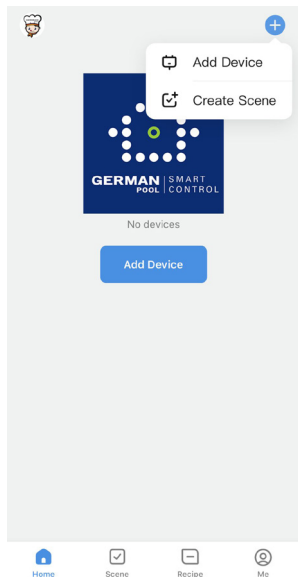 Add Device
Create Scene
GERMAN SMART
POOL CONTROL
No devices
Add Device
Home Scene Recipe Me